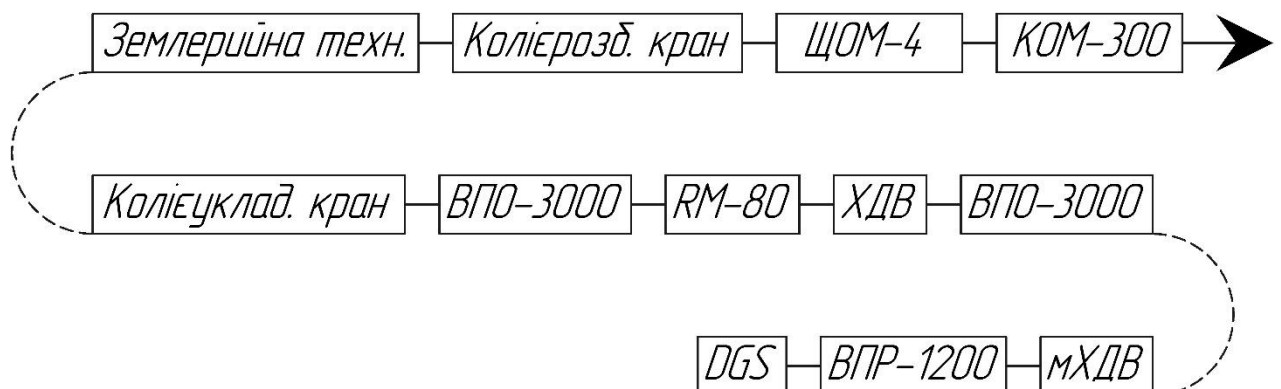 Землерийна техн. Колієрозб. кран ЩОМ-4 КОМ-300
Колієуклад. кран ВПО-3000 RM-80 ХДВ ВПО-3000
DGS ВПР-1200 мХДВ